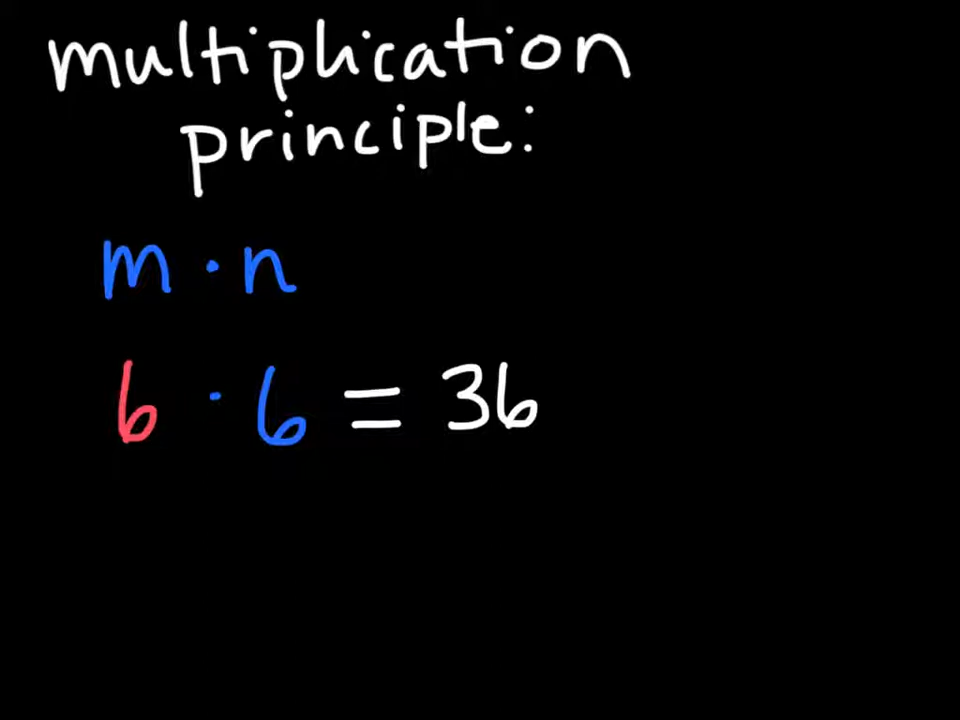 multiplication
principle:
m · n
6 · 6 = 36